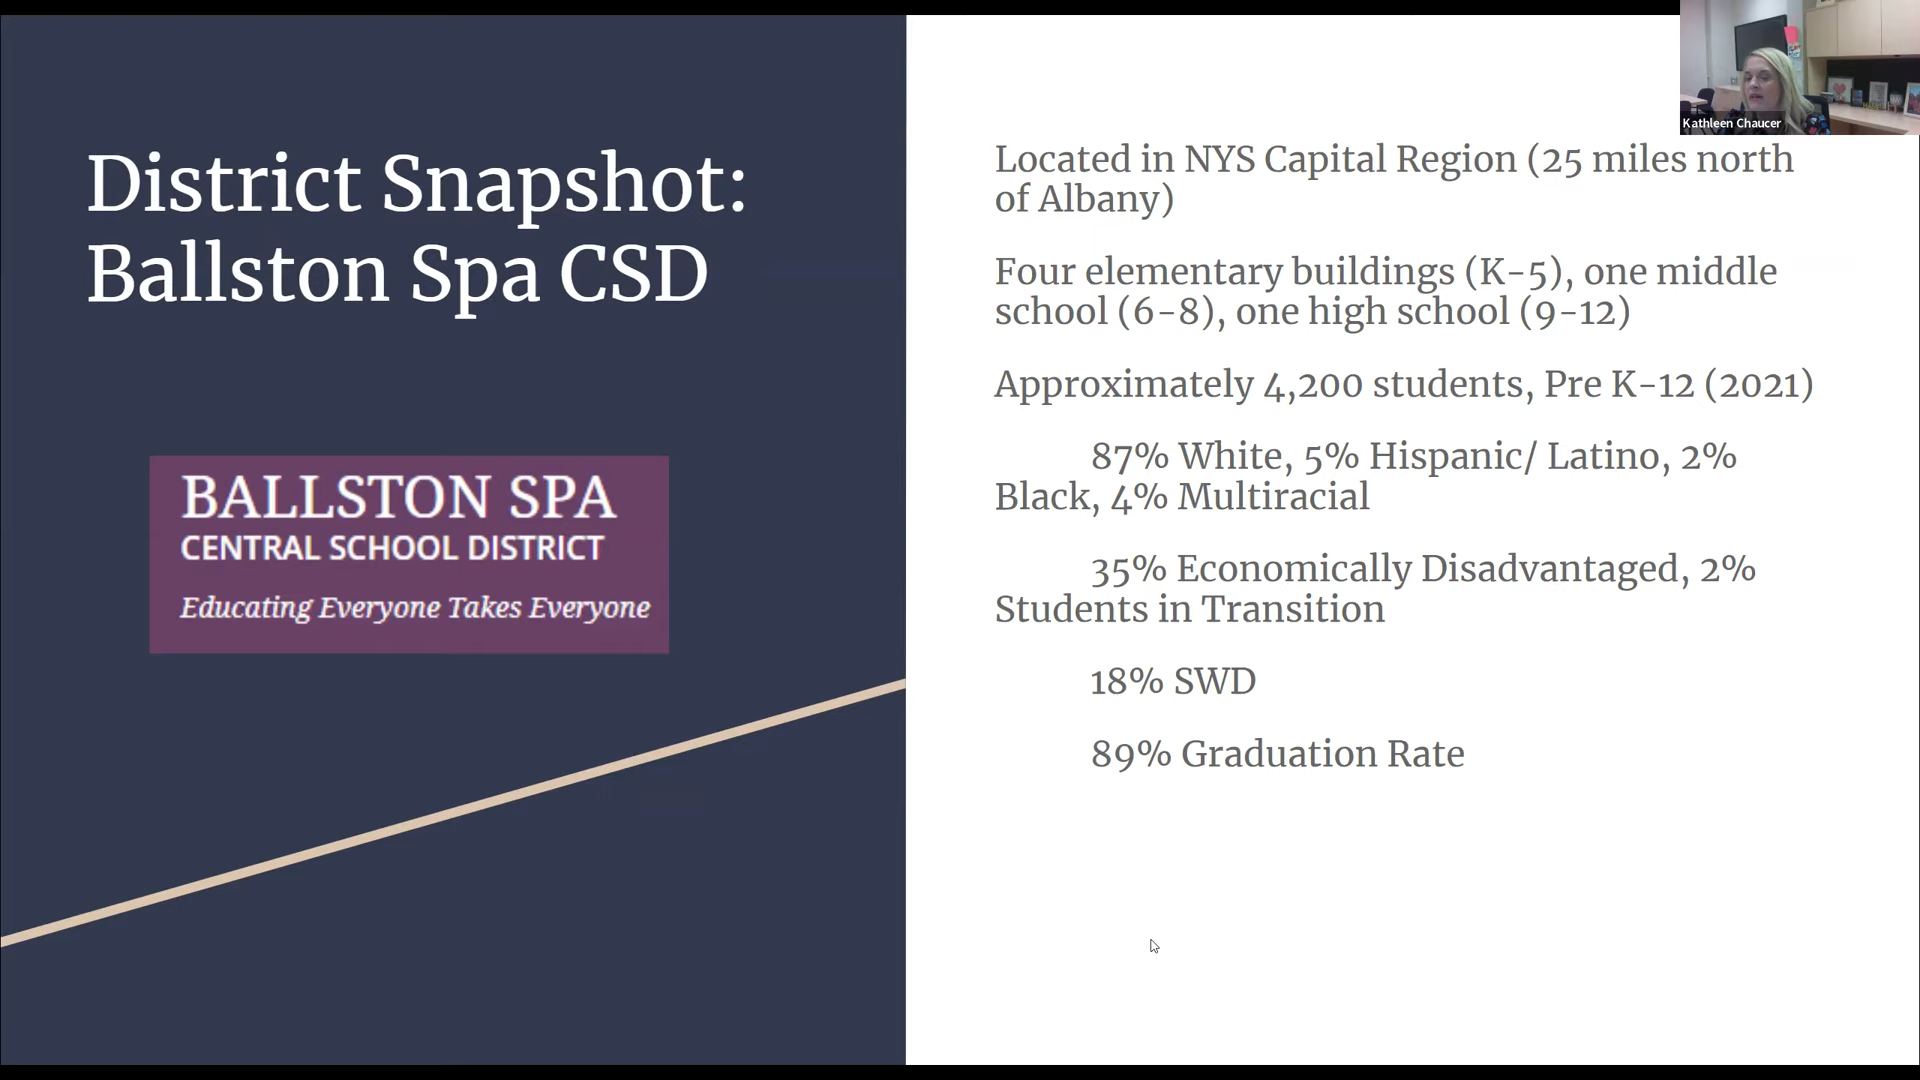 District Snapshot:
Ballston Spa CSD
BALLSTON SPA
CENTRAL SCHOOL DISTRICT
Educating Everyone Takes Everyone
Kathleen Chaucer
Located in NYS Capital Region (25 miles north
of Albany)
Four elementary buildings (K-5), one middle
school (6-8), one high school (9-12)
Approximately 4,200 students, Pre K-12 (2021)
87% White, 5% Hispanic/ Latino, 2%
Black, 4% Multiracial
35% Economically Disadvantaged, 2%
Students in Transition
18% SWD
89% Graduation Rate